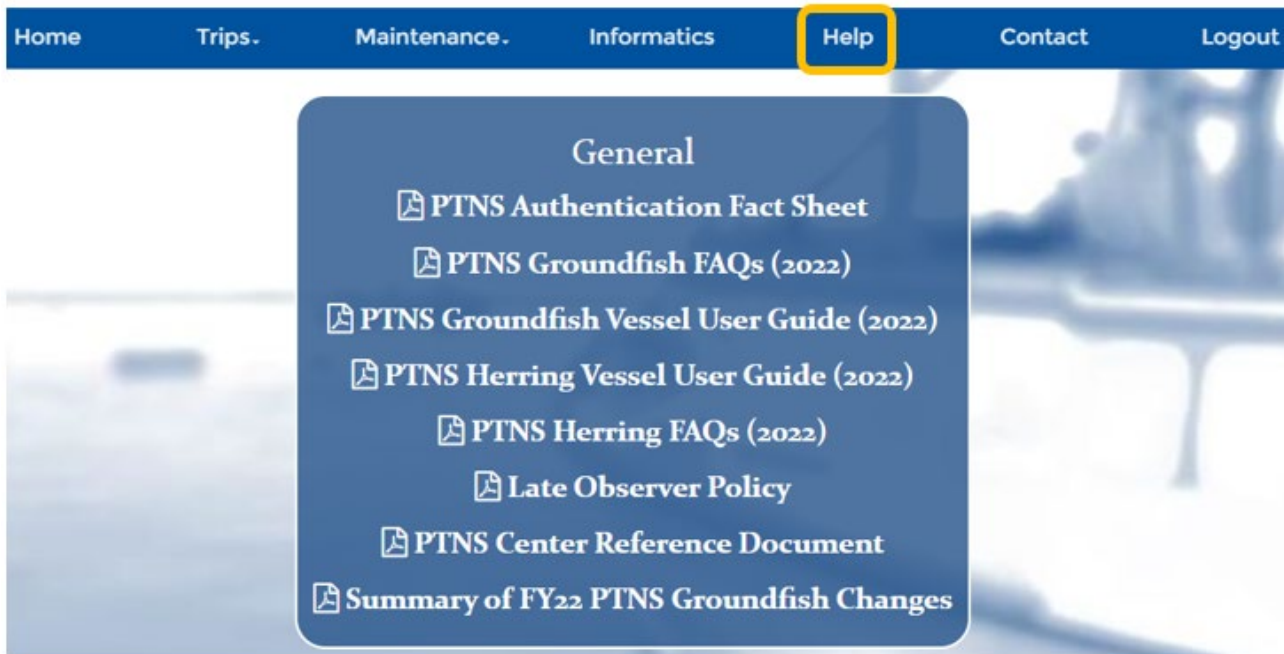 Home Trips Maintenance Informatics Help Contact Logout
General
PTNS Authentication Fact Sheet
PTNS Groundfish FAQs (2022)
PTNS Groundfish Vessel User Guide (2022)
PTNS Herring Vessel User Guide (2022)
PTNS Herring FAQs (2022)
Late Observer Policy
PTNS Center Reference Document
Summary of FY22 PTNS Groundfish Changes